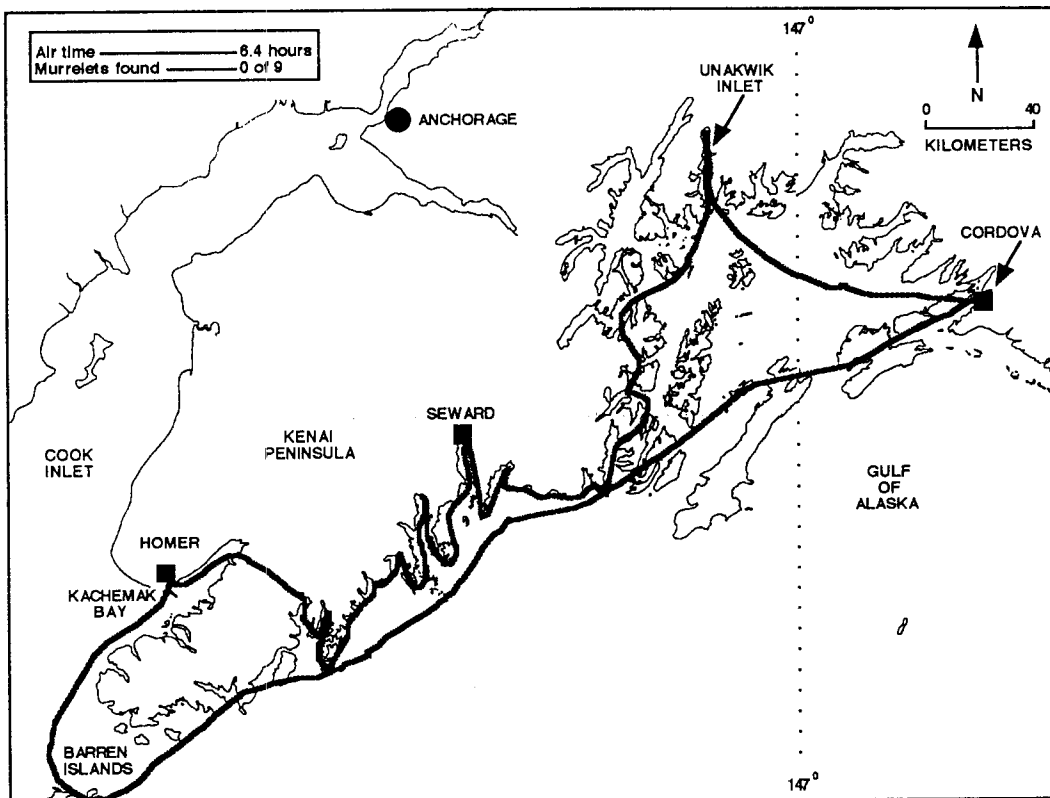 Air time 6.4 hours
Murrelets found 0 of 9
147°
UNAKWIK
INLET
N
0 40
KILOMETERS
ANCHORAGE
CORDOVA
SEWARD
KENAI
PENINSULA
COOK
INLET
GULF
OF
ALASKA
HOMER
KACHEMAK
BAY
BARREN
ISLANDS
147°